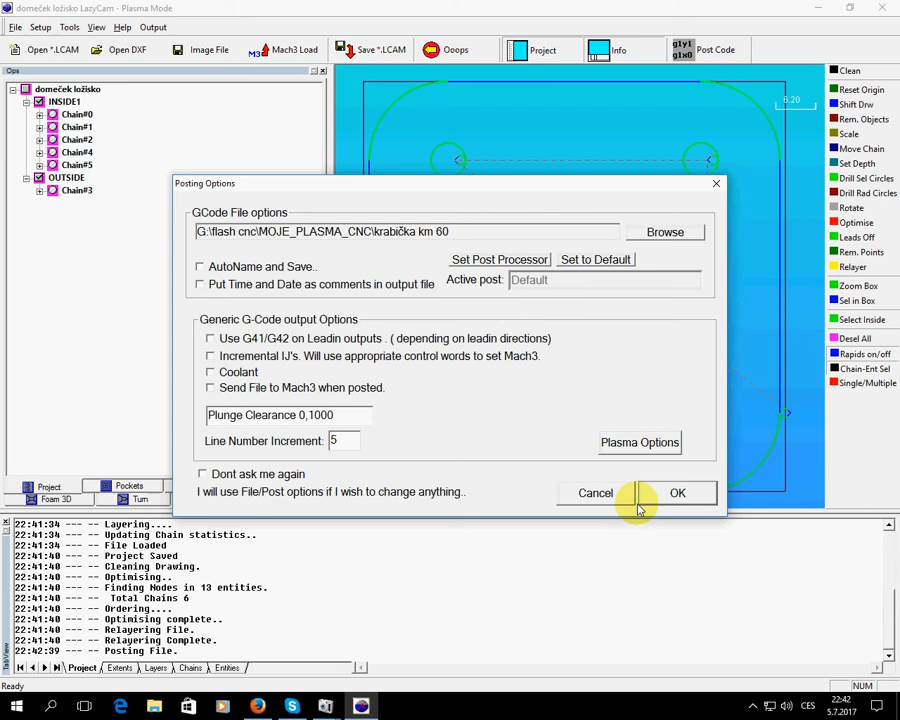 domeček ložisko LazyCam - Plasma Mode
File Setup Tools View Help Output
Open *.LCAM Open DXF Image File M3 Mach3 Load Save *.LCAM Ooops Project Info g1y1 g1x0 Post Code
Ops
domeček ložisko
INSIDE1
Chain#0
Chain#1
Chain#2
Chain#4
Chain#5
OUTSIDE
Chain#3
6.20
Clean
Reset Origin
Shift Drw
Rem. Objects
Scale
Move Chain
Set Depth
Drill Sel Circles
Drill Rad Circles
Rotate
Optimise
Leads Off
Rem. Points
Relayer
Zoom Box
Sel in Box
Select Inside
Desel All
Rapids on/off
Chain-Ent Sel
Single/Multiple
Posting Options
GCode File options
G:\flash cnc\MOJE_PLASMA_CNC\krabička km 60
Browse
Set Post Processor Set to Default
AutoName and Save..
Put Time and Date as comments in output file
Active post: Default
Generic G-Code output Options
Use G41/G42 on Leadin outputs . ( depending on leadin directions)
Incremental IJ's. Will use appropriate control words to set Mach3.
Coolant
Send File to Mach3 when posted.
Plunge Clearance 0,1000
Line Number Increment: 5
Plasma Options
Dont ask me again
I will use File/Post options if I wish to change anything..
Cancel OK
Project Pockets
Foam 3D Turn
22:41:34 --- -- Layering....
22:41:34 --- -- Updating Chain statistics..
22:41:34 --- -- File Loaded
22:41:40 --- -- Project Saved
22:41:40 --- -- Cleaning Drawing.
22:41:40 --- -- Optimising..
22:41:40 --- -- Finding Nodes in 13 entities.
22:41:40 --- -- Total Chains 6
22:41:40 --- -- Ordering....
22:41:40 --- -- Optimising complete..
22:41:40 --- -- Relayering File.
22:41:40 --- -- Relayering Complete.
22:42:39 --- -- Posting File.
TabView
Project Extents Layers Chains Entities
Ready
NUM
CES
22:42
5.7.2017